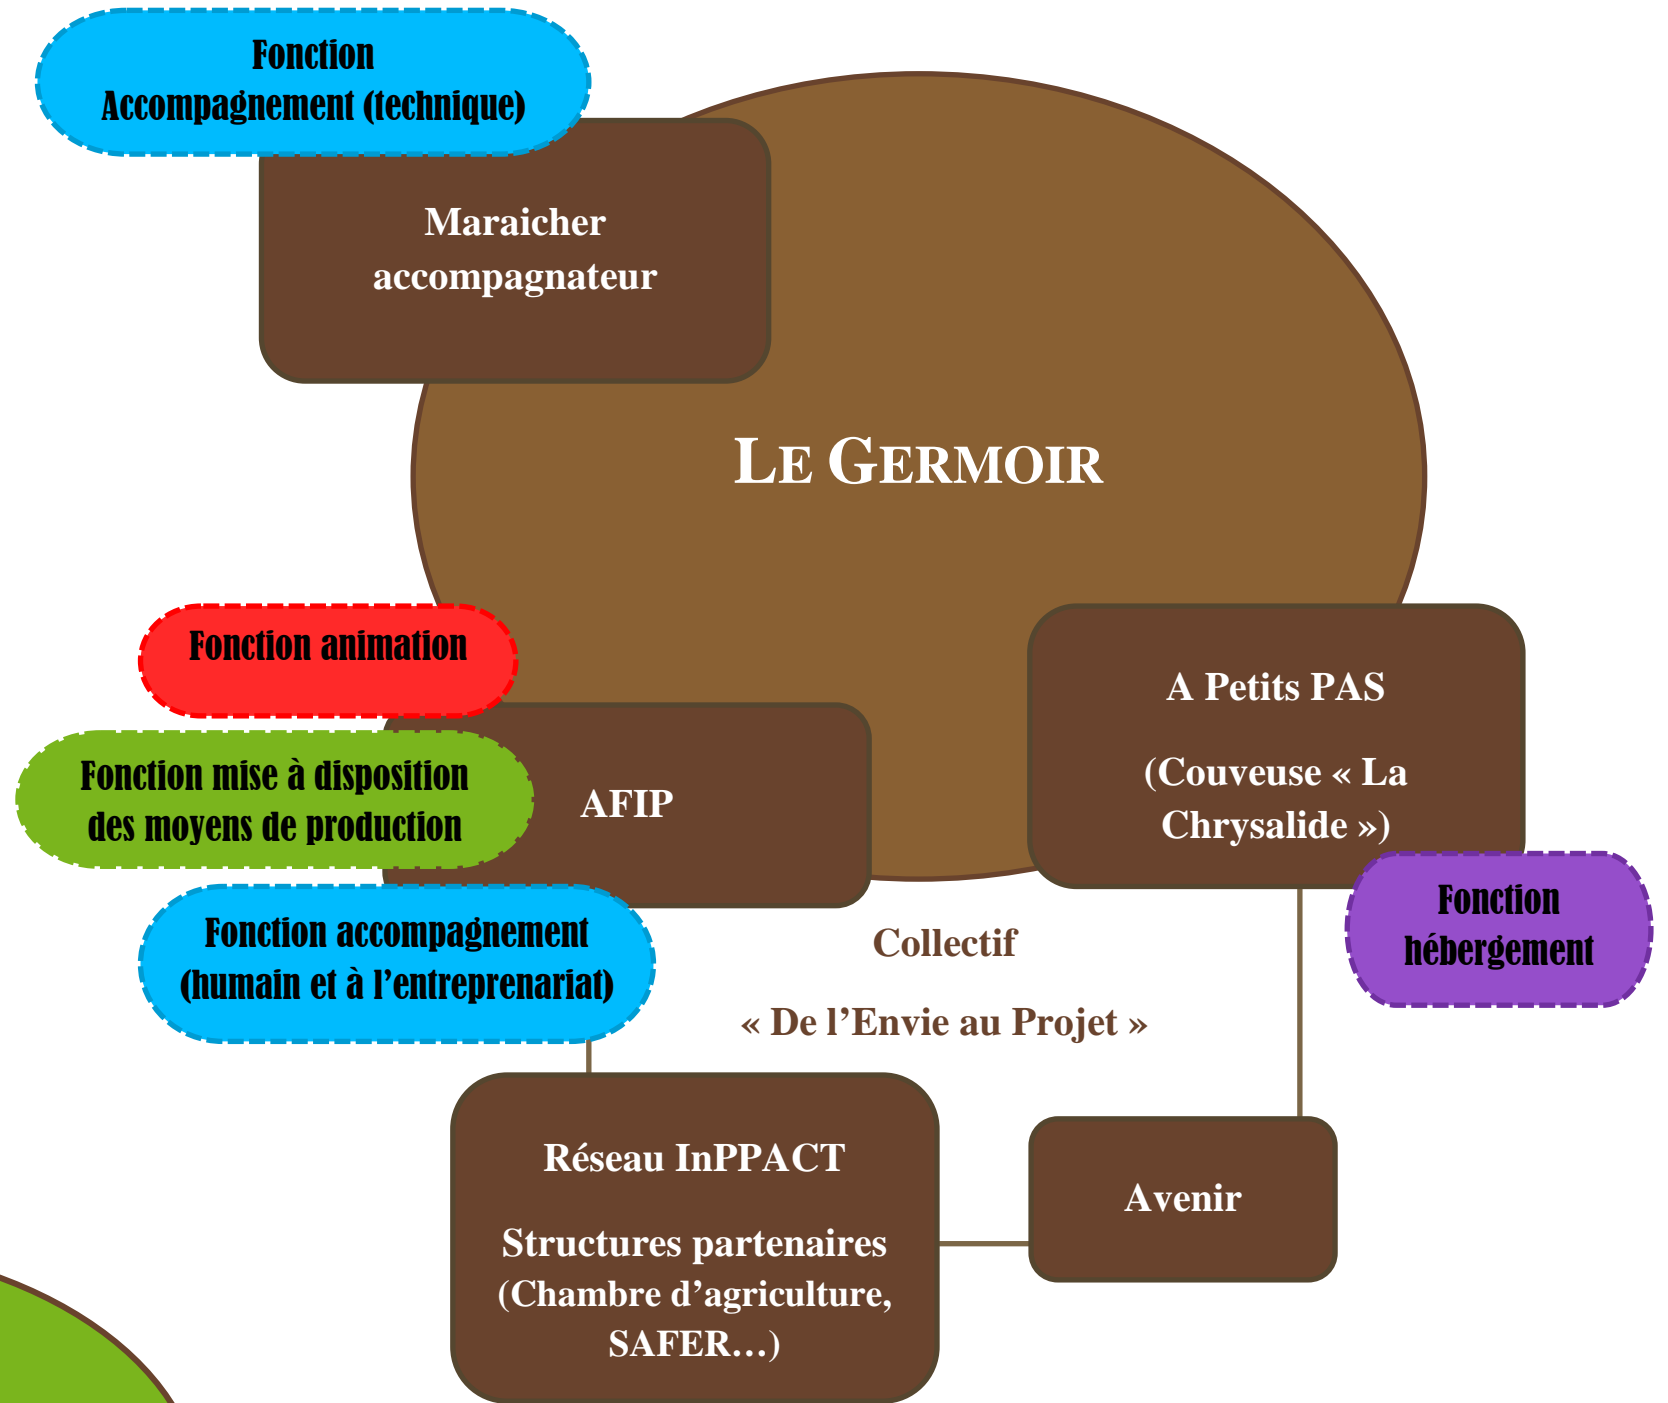 Fonction
Accompagnement (technique)
Maraicher
accompagnateur
LE GERMOIR
Fonction animation
Fonction mise à disposition
des moyens de production
AFIP
Fonction accompagnement
(humain et à l’entreprenariat)
A Petits PAS
(Couveuse « La
Chrysalide »)
Fonction
hébergement
Collectif
« De l’Envie au Projet »
Réseau InPPACT
Structures partenaires
(Chambre d’agriculture,
SAFER…)
Avenir